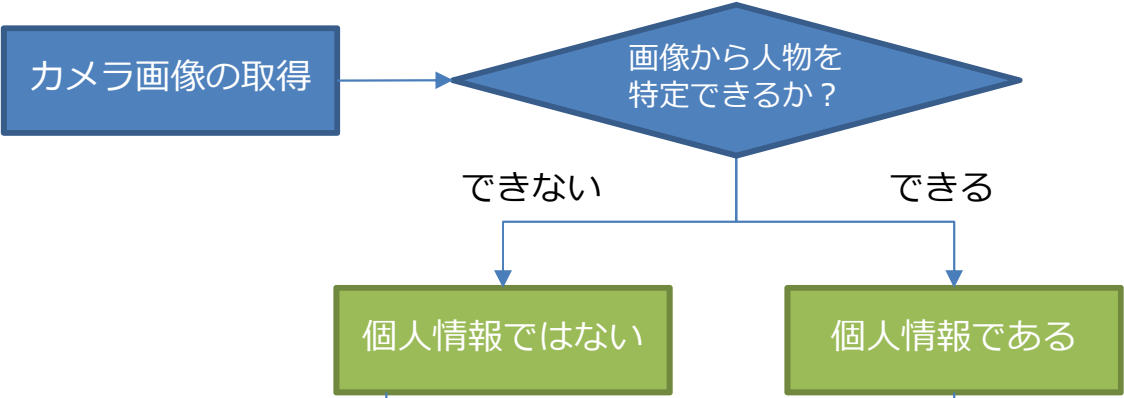 カメラ画像の取得
画像から人物を
特定できるか？
できない
できる
個人情報ではない
個人情報である